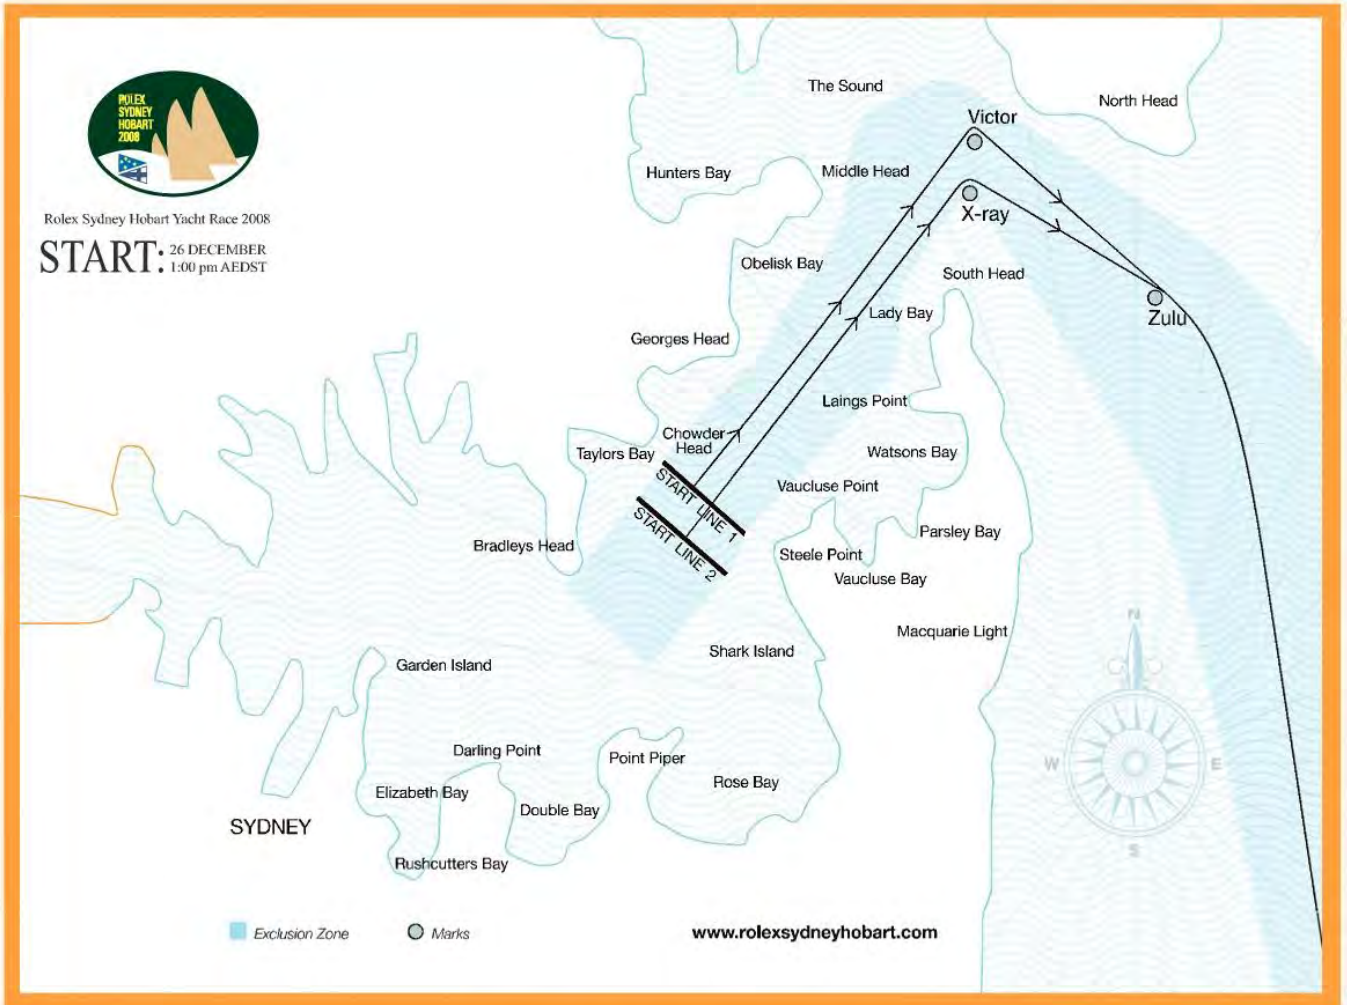 ROLEX
SYDNEY
HOBART
2008
Rolex Sydney Hobart Yacht Race 2008
START: 26 DECEMBER
1:00 pm AEDST
The Sound
North Head
Victor
Hunters Bay
Middle Head
X-ray
Obelisk Bay
South Head
Lady Bay
Zulu
Georges Head
Laings Point
Chowder
Head
Taylors Bay
Watsons Bay
START LINE 1
Vaucluse Point
START LINE 2
Bradleys Head
Parsley Bay
Steele Point
Vaucluse Bay
Macquarie Light
N
Shark Island
Garden Island
Darling Point
Point Piper
W
E
Rose Bay
Elizabeth Bay
Double Bay
SYDNEY
S
Rushcutters Bay
Exclusion Zone
Marks
www.rolexsydneyhobart.com